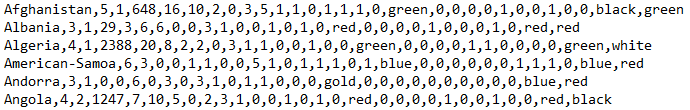 Afghanistan,5,1,648,16,10,2,0,3,5,1,1,0,1,1,1,0,green,0,0,0,0,1,0,0,1,0,0,black,green
Albania,3,1,29,3,6,6,0,0,3,1,0,0,1,0,1,0,red,0,0,0,0,1,0,0,0,1,0,red,red
Algeria,4,1,2388,20,8,2,2,0,3,1,1,0,0,1,0,0,green,0,0,0,0,1,1,0,0,0,0,green,white
American-Samoa,6,3,0,0,1,1,0,0,5,1,0,1,1,1,0,1,blue,0,0,0,0,0,0,1,1,1,0,blue,red
Andorra,3,1,0,0,6,0,3,0,3,1,0,1,1,0,0,0,gold,0,0,0,0,0,0,0,0,0,0,blue,red
Angola,4,2,1247,7,10,5,0,2,3,1,0,0,1,0,1,0,red,0,0,0,0,1,0,0,1,0,0,red,black